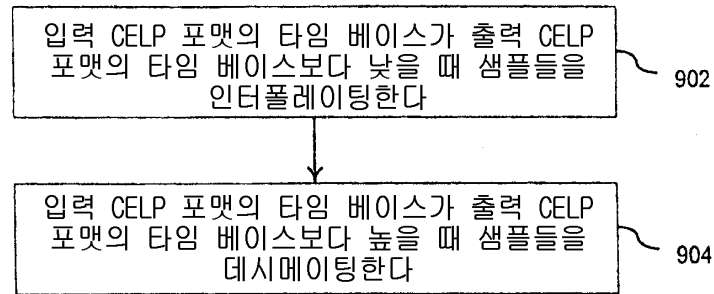 입력 CELP 포맷의 타임 베이스가 출력 CELP
포맷의 타임 베이스보다 낮을 때 샘플들을
인터폴레이팅한다
902
입력 CELP 포맷의 타임 베이스가 출력 CELP
포맷의 타임 베이스보다 높을 때 샘플들을
데시메이팅한다
904